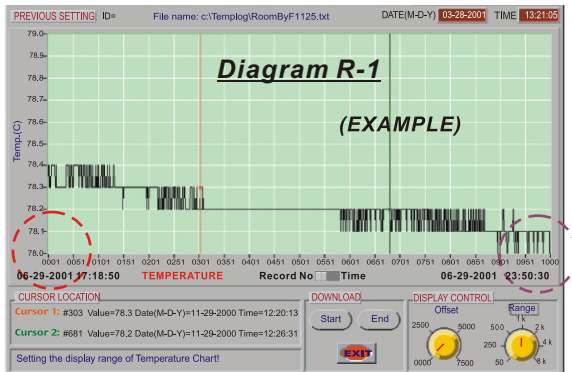 PREVIOUS SETTING: ID= File name: c:\Templog\RoomByF1125.txt DATE(M-D-Y) 03-28-2001 TIME 13:21:05
79.0
78.9
78.8
78.7
78.6
78.5
78.4
78.3
78.2
78.1
78.0
Temp.(C)
Diagram R-1
(EXAMPLE)
0001 0051 0101 0151 0201 0251 0301 0351 0401 0451 0501 0551 0601 0651 0701 0751 0801 0851 0901 0951 1000
06-29-2001 17:18:50 TEMPERATURE Record No Time 06-29-2001 23:50:30
CURSOR LOCATION
Cursor 1: #303 Value=78.3 Date(M-D-Y)=11-29-2000 Time=12:20:13
Cursor 2: #681 Value=78.2 Date(M-D-Y)=11-29-2000 Time=12:26:31
Setting the display range of Temperature Chart!
DOWNLOAD
Start End
EXIT
DISPLAY CONTROL
Offset
2500 5000
0000 7500
Range
1k
500 2k
250 4k
50 8k